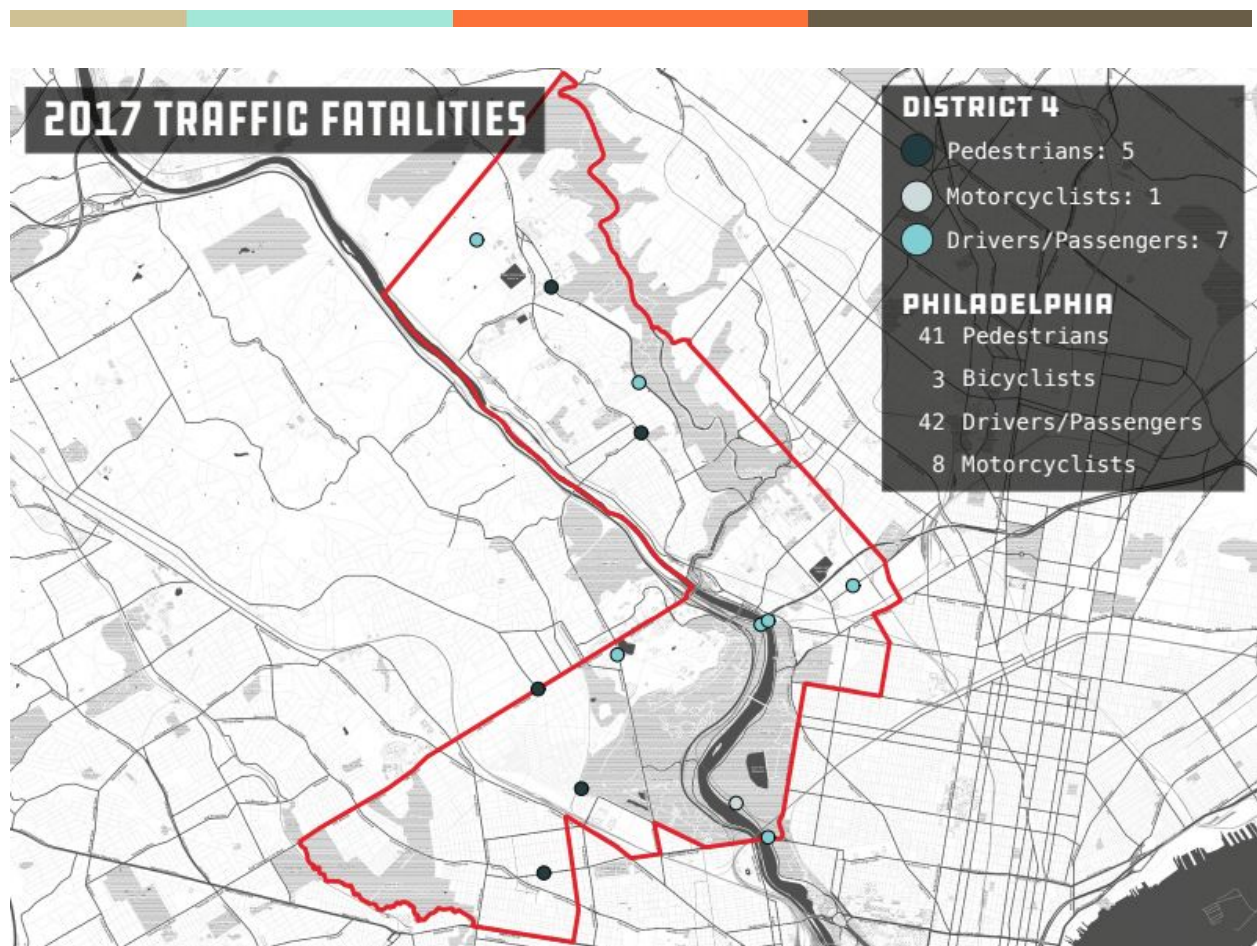 2017 TRAFFIC FATALITIES
DISTRICT 4
Pedestrians: 5
Motorcyclists: 1
Drivers/Passengers: 7
PHILADELPHIA
41 Pedestrians
3 Bicyclists
42 Drivers/Passengers
8 Motorcyclists